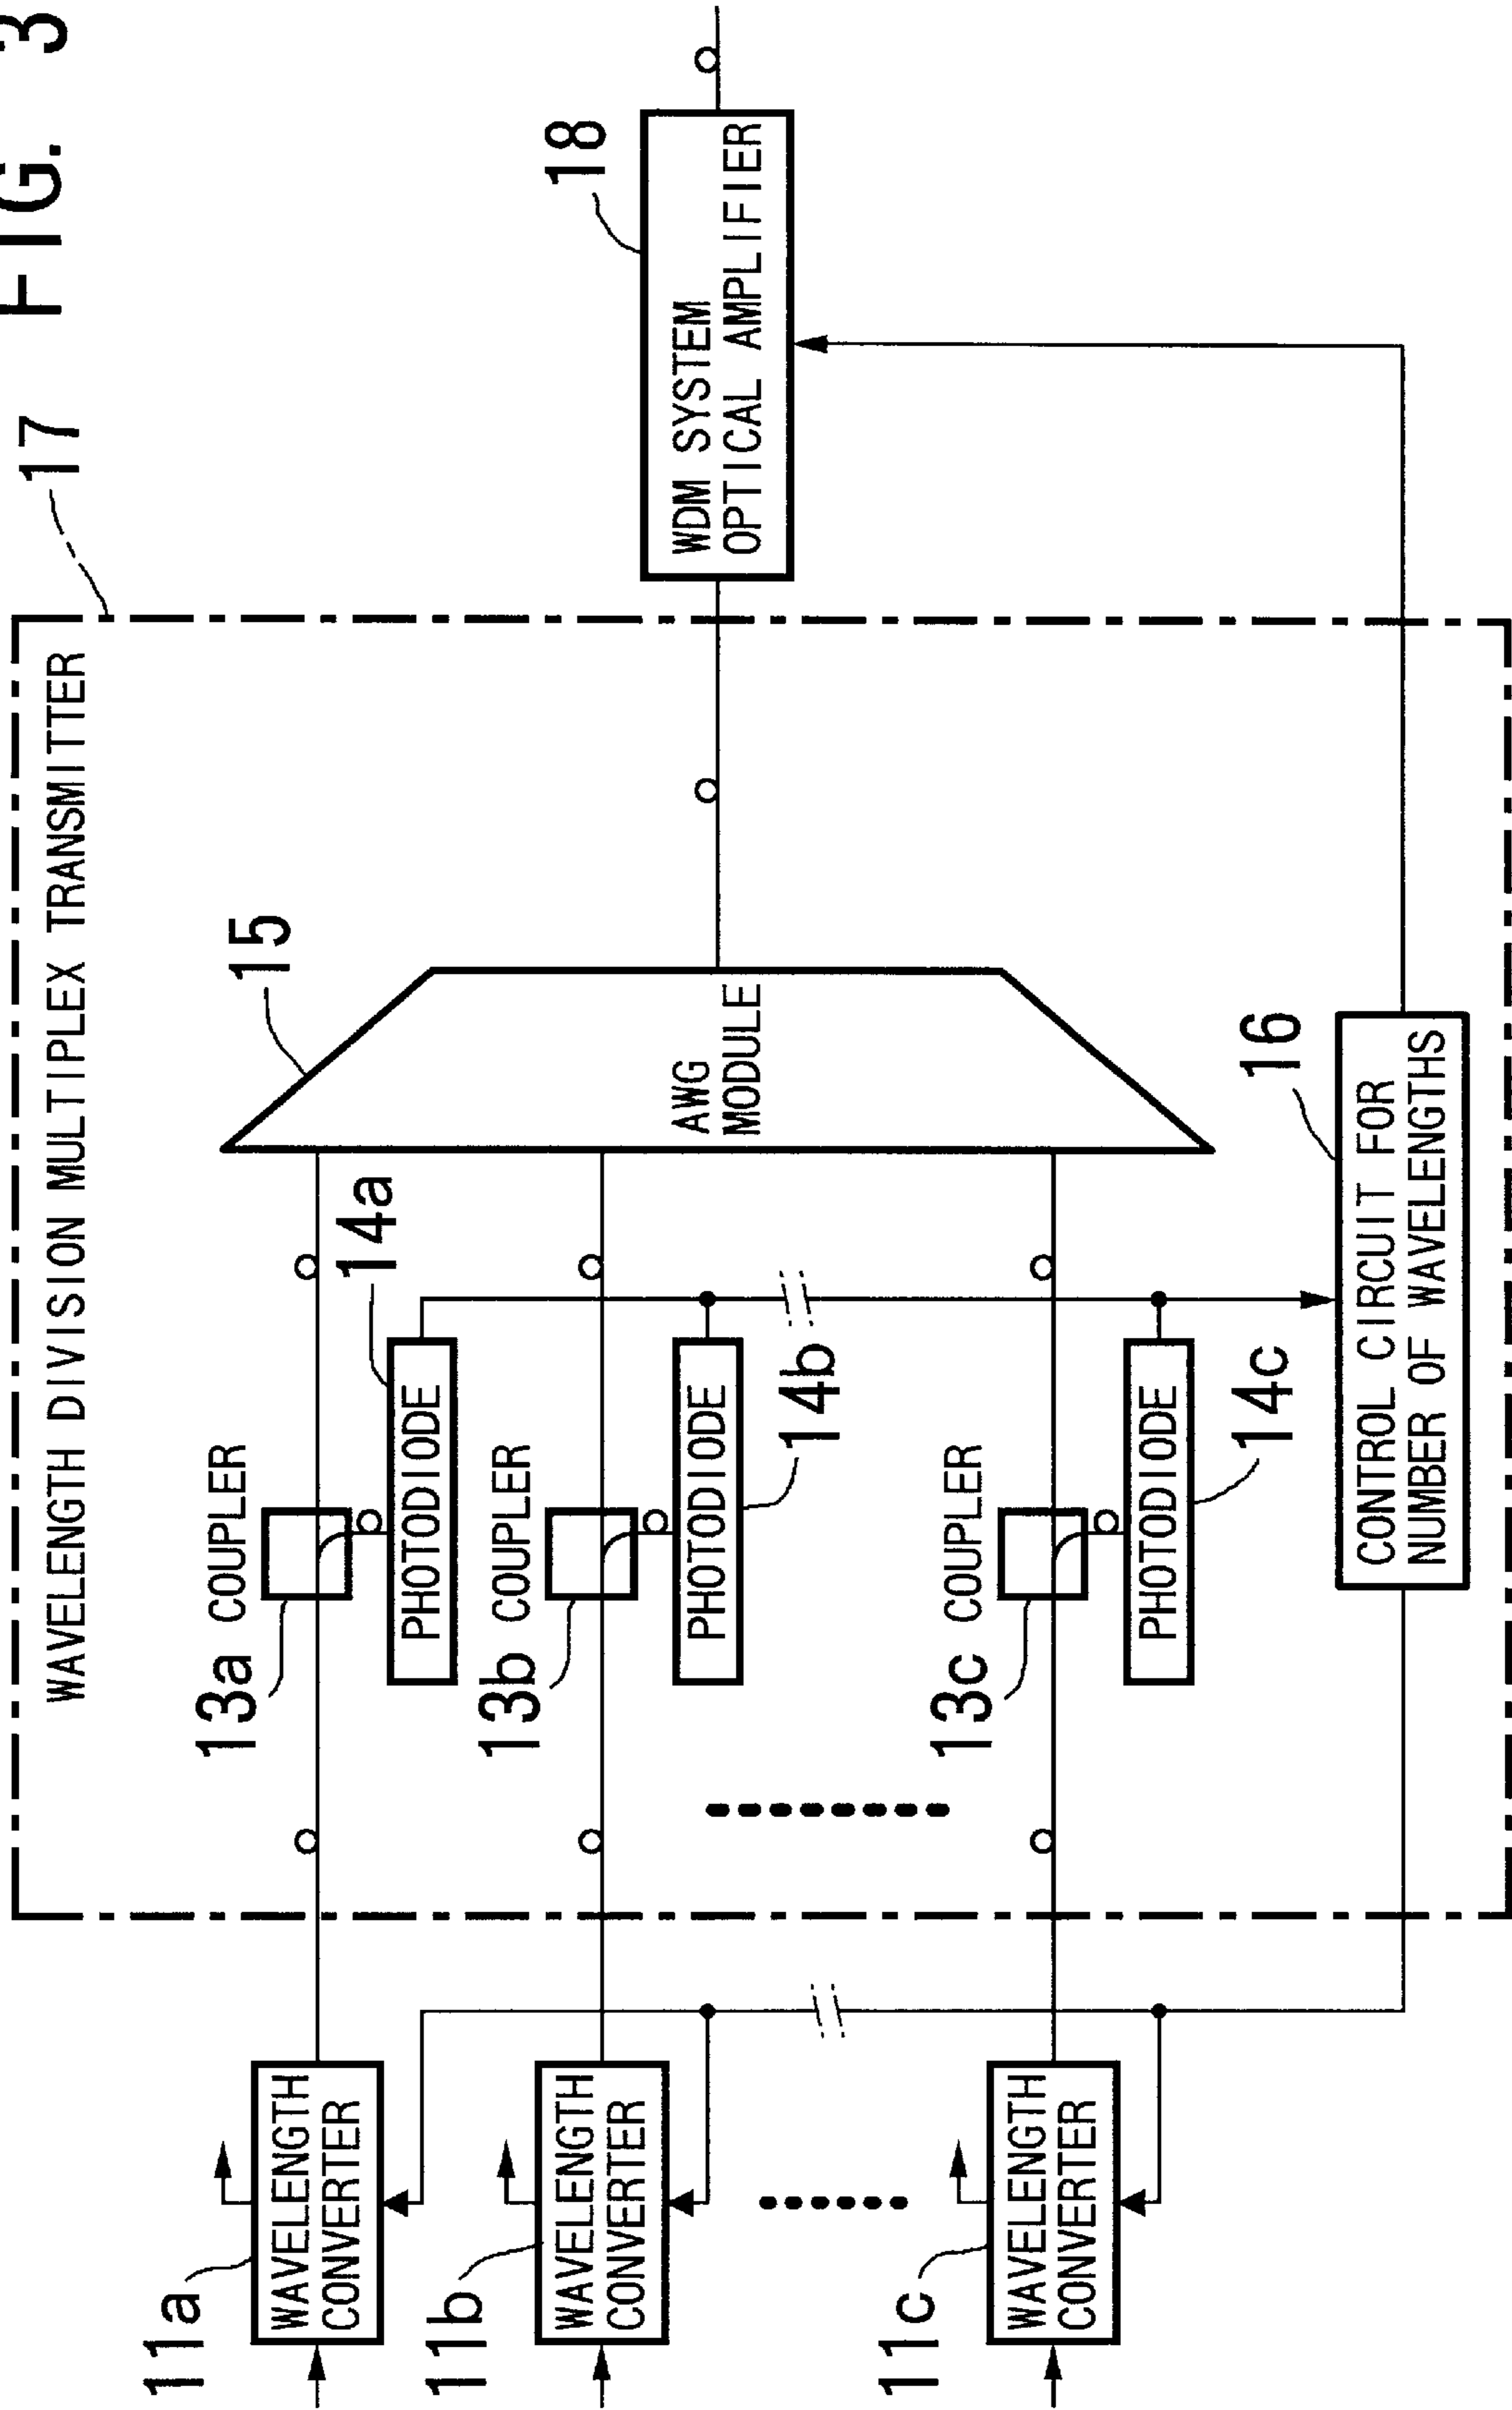 FIG. 3
17
WAVELENGTH DIVISION MULTIPLEX TRANSMITTER
11a
WAVELENGTH
CONVERTER
13a
COUPLER
14a
PHOTODIODE
15
AWG
MODULE
18
WDM SYSTEM
OPTICAL AMPLIFIER
11b
WAVELENGTH
CONVERTER
13b
COUPLER
PHOTODIODE
14b
11c
WAVELENGTH
CONVERTER
13c
COUPLER
PHOTODIODE
14c
16
CONTROL CIRCUIT FOR
NUMBER OF WAVELENGTHS